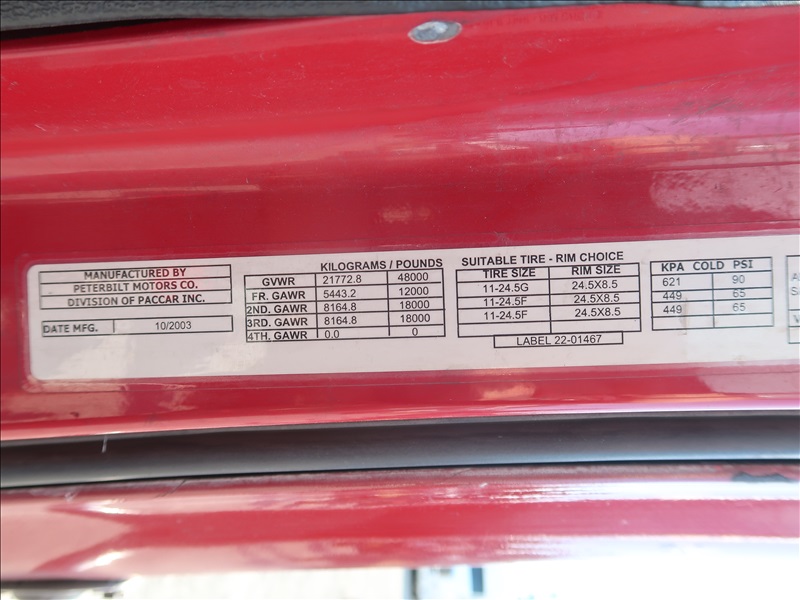 MANUFACTURED BY
PETERBILT MOTORS CO.
DIVISION OF PACCAR INC.
DATE MFG. 10/2003
KILOGRAMS / POUNDS
GVWR 21772.8 48000
FR. GAWR 5443.2 12000
2ND. GAWR 8164.8 18000
3RD. GAWR 8164.8 18000
4TH. GAWR 0.0 0
SUITABLE TIRE - RIM CHOICE
TIRE SIZE RIM SIZE
11-24.5G 24.5X8.5
11-24.5F 24.5X8.5
11-24.5F 24.5X8.5
LABEL 22-01467
KPA COLD PSI
621 90
449 65
449 65